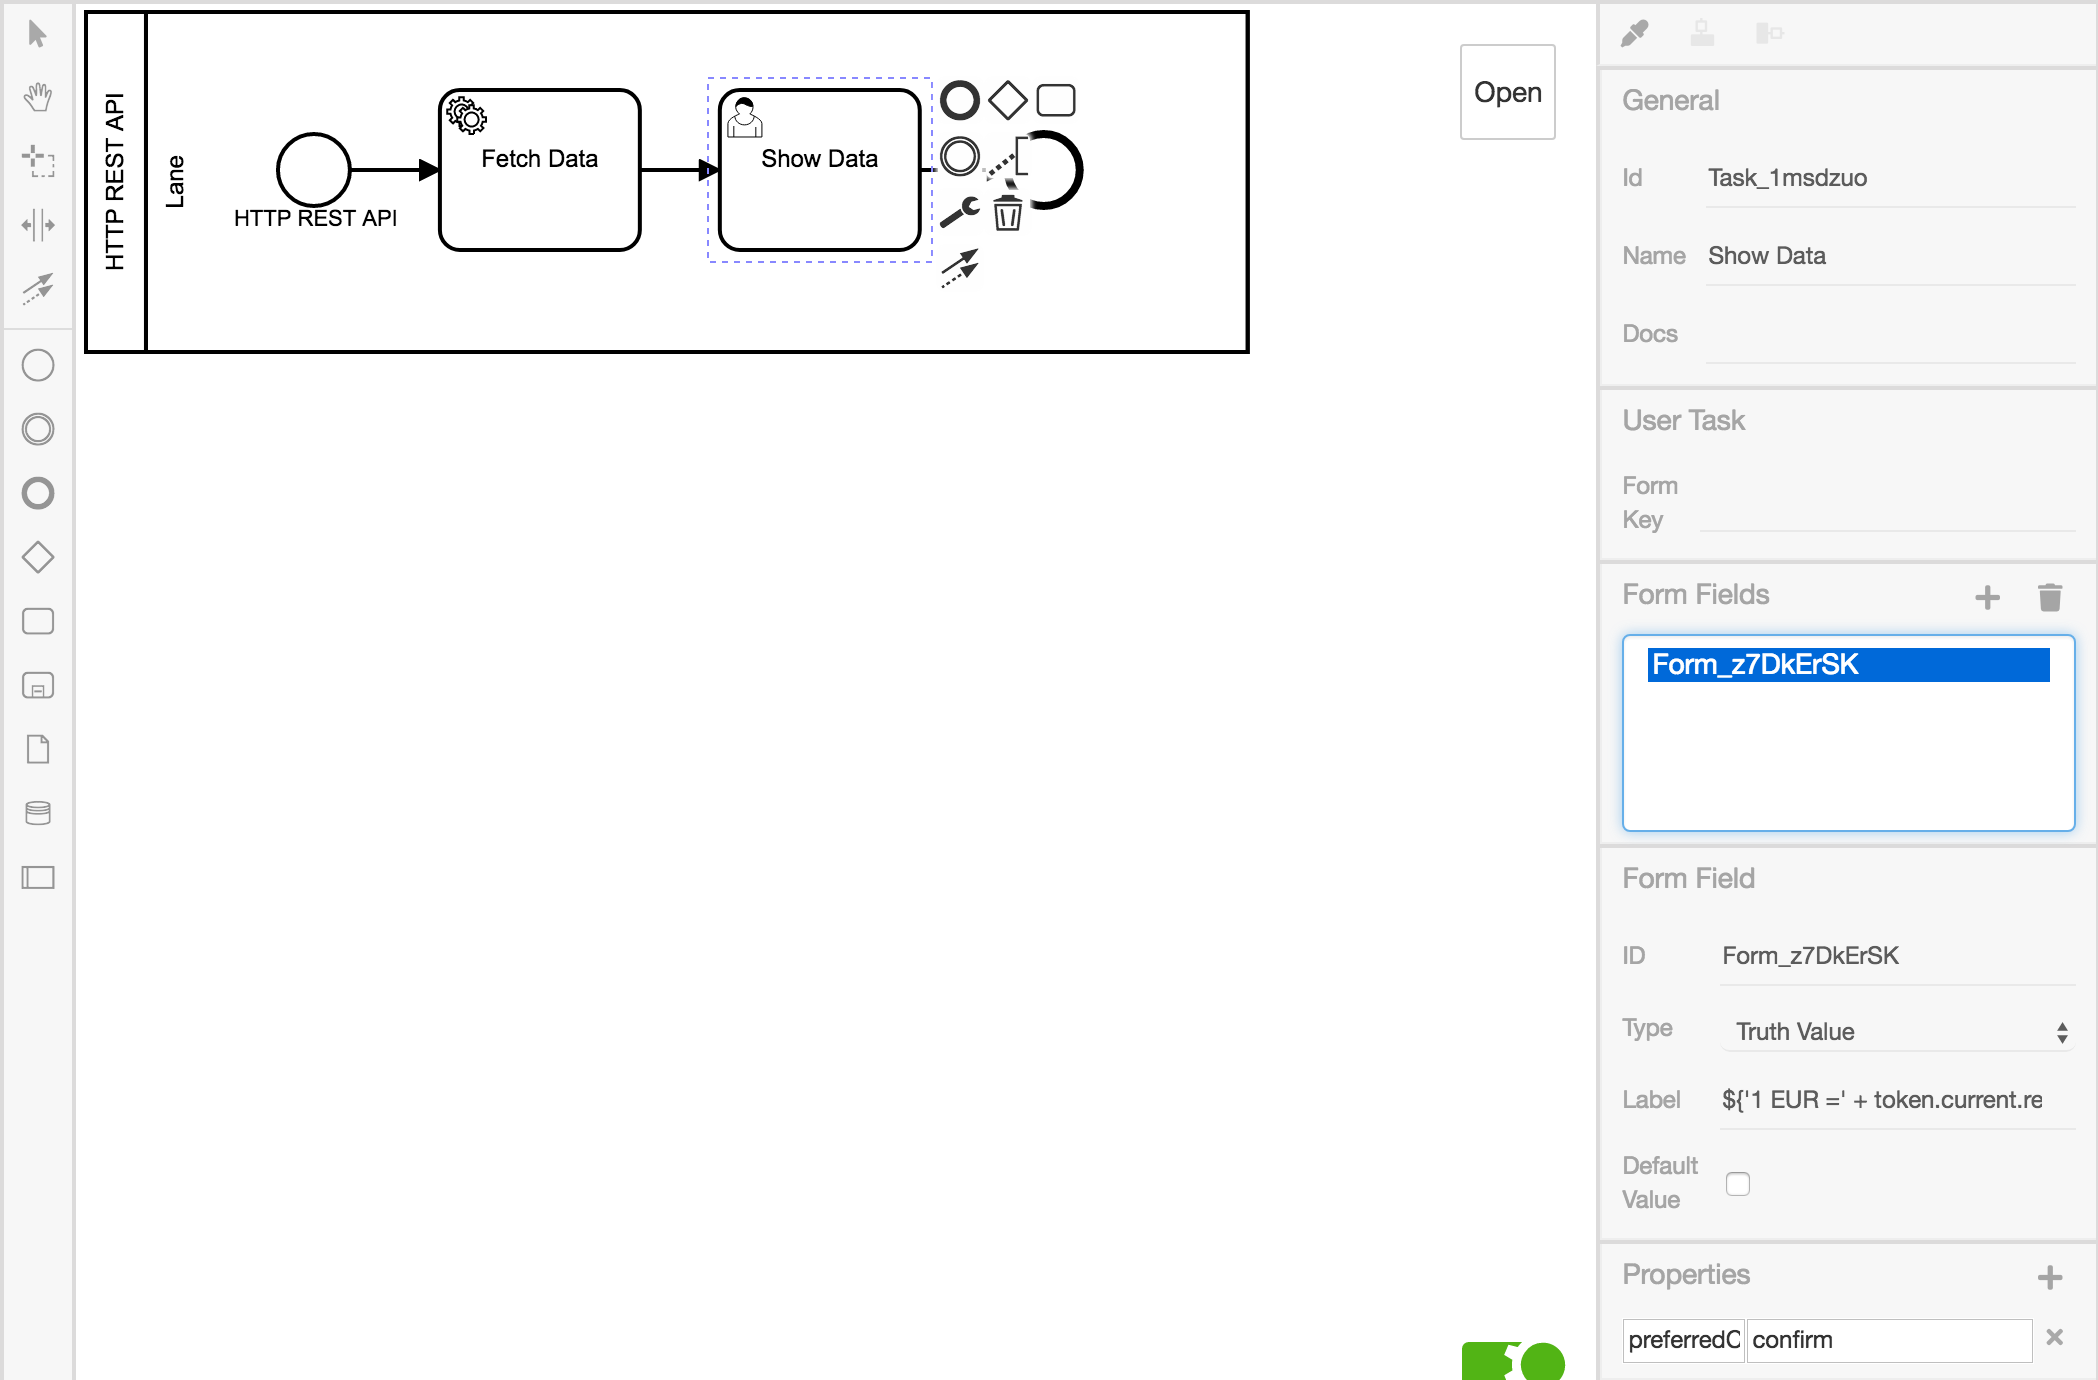 HTTP REST API
Lane
HTTP REST API
Fetch Data
Show Data
Open
General
Id Task_1msdzuo
Name Show Data
Docs
User Task
Form
Key
Form Fields
Form_z7DkErSK
Form Field
ID Form_z7DkErSK
Type Truth Value
Label ${'1 EUR =' + token.current.re
Default
Value
Properties
preferredC confirm